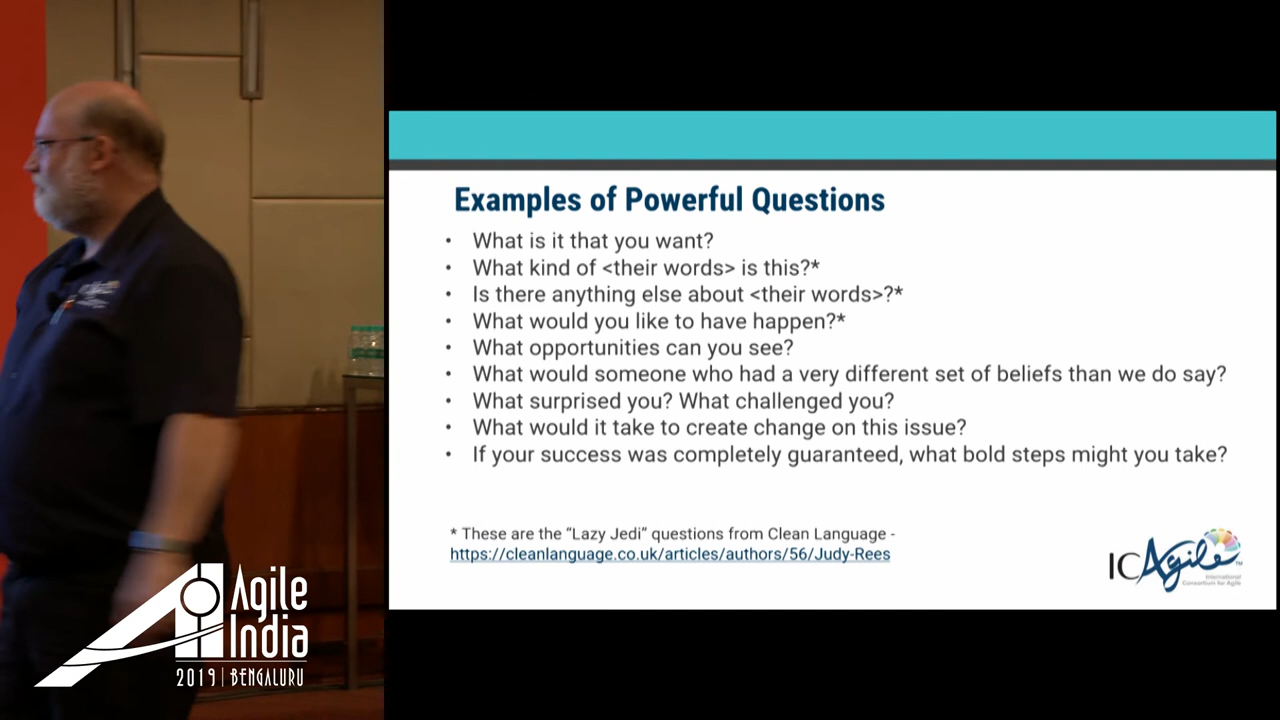 Examples of Powerful Questions
• What is it that you want?
• What kind of <their words> is this?*
• Is there anything else about <their words>?*
• What would you like to have happen?*
• What opportunities can you see?
• What would someone who had a very different set of beliefs than we do say?
• What surprised you? What challenged you?
• What would it take to create change on this issue?
• If your success was completely guaranteed, what bold steps might you take?
* These are the “Lazy Jedi” questions from Clean Language -
https://cleanlanguage.co.uk/articles/authors/56/Judy-Rees
ICAgile™
International
Consortium for Agile
Agile
India
2019 | BENGALURU